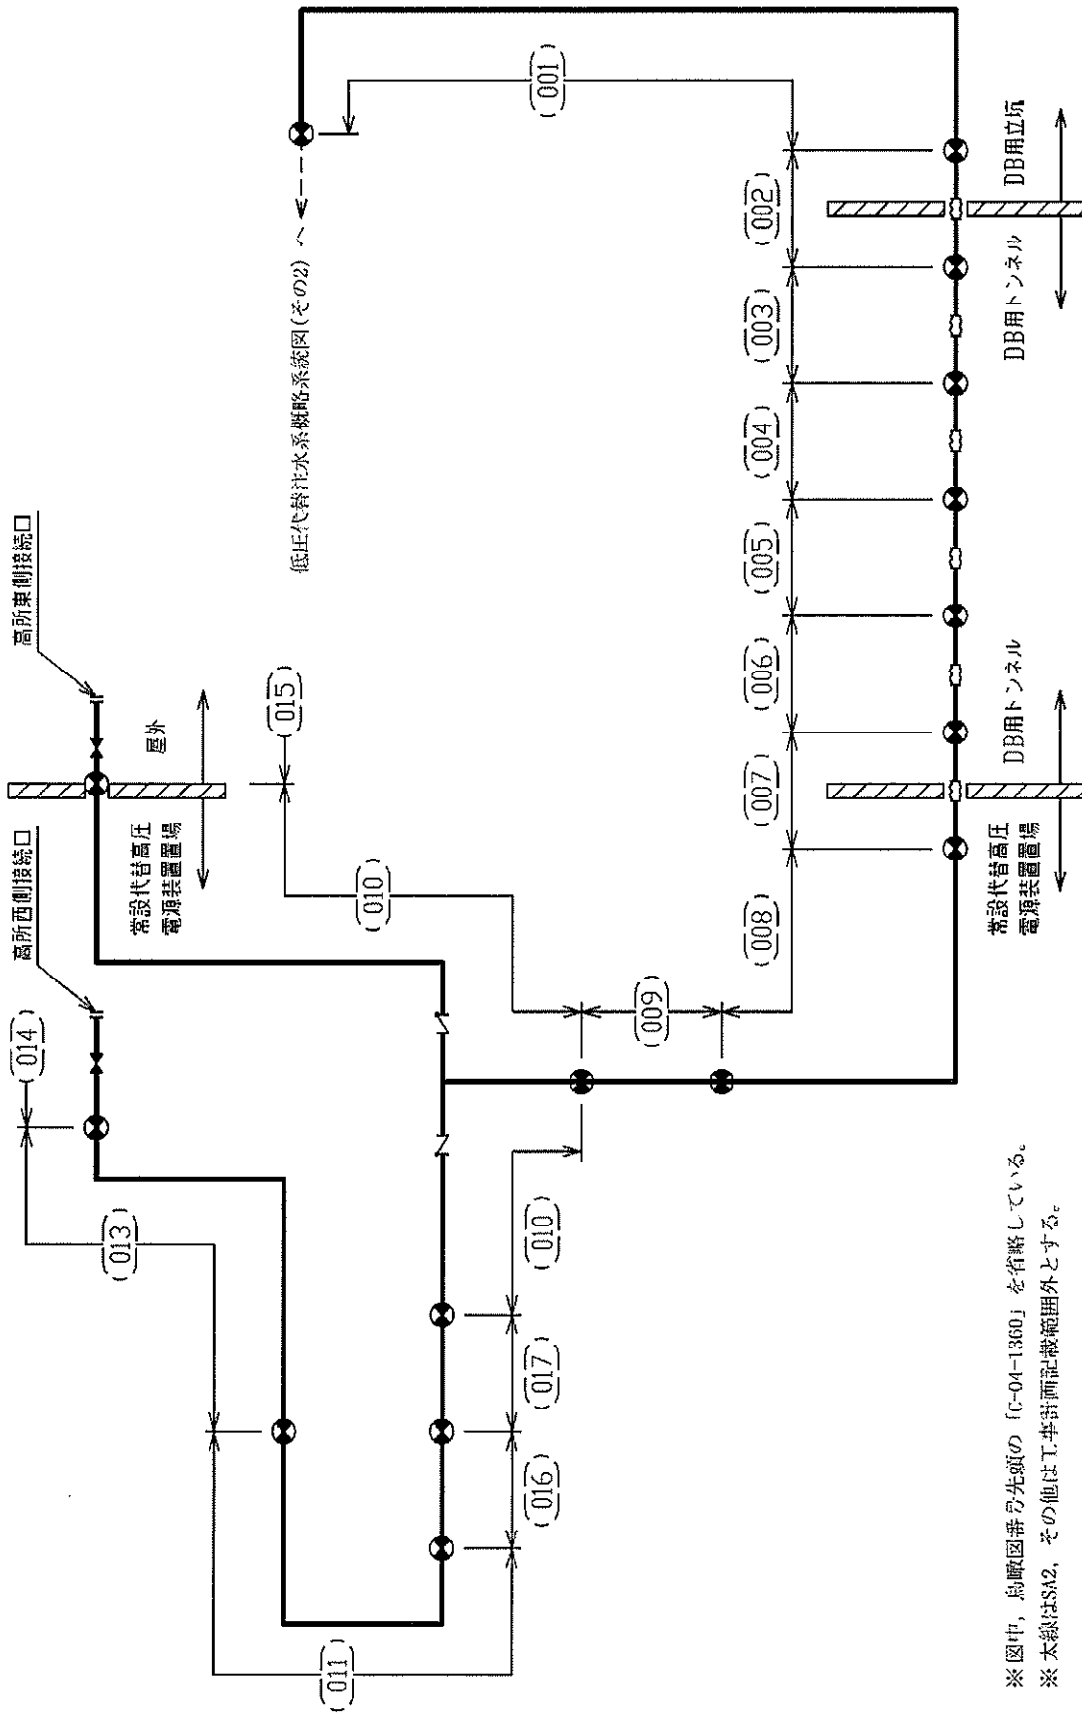 高所西側接続口
高所東側接続口
常設代替高圧
電源装置置場
屋外
低圧代替注水系概略系統図(その2) へ
(014)
(013)
(011)
(010)
(015)
(001)
(016)
(017)
(010)
(009)
(008)
(007)
(006)
(005)
(004)
(003)
(002)
常設代替高圧
電源装置置場
DB用トンネル
DB用トンネル
DB用立坑
※図中，鳥瞰図番号先頭の「C-04-1360」を省略している。
※太線はSA2，その他は工事計画記載範囲外とする。